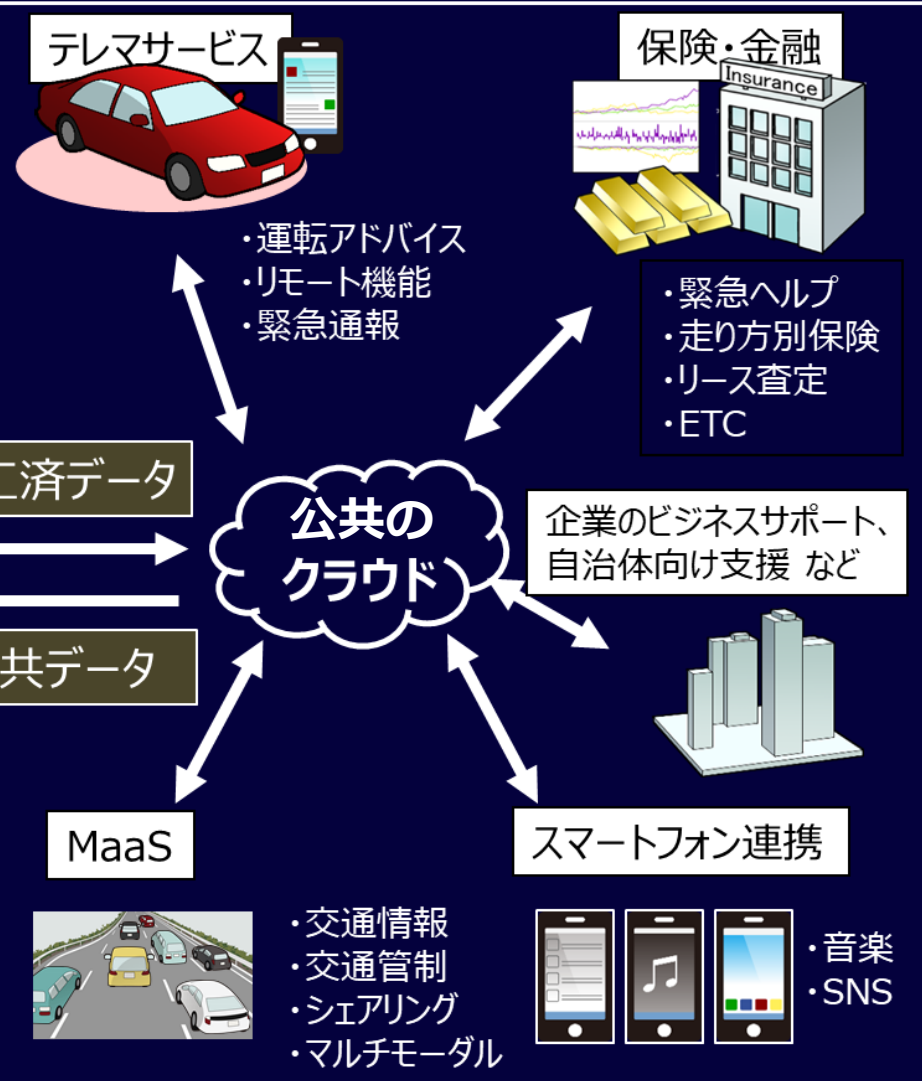 テレマサービス
保険・金融
Insurance
・運転アドバイス
・リモート機能
・緊急通報
・緊急ヘルプ
・走り方別保険
・リース査定
・ETC
済データ
公共の
クラウド
企業のビジネスサポート、
自治体向け支援 など
共データ
MaaS
スマートフォン連携
・交通情報
・交通管制
・シェアリング
・マルチモーダル
・音楽
・SNS